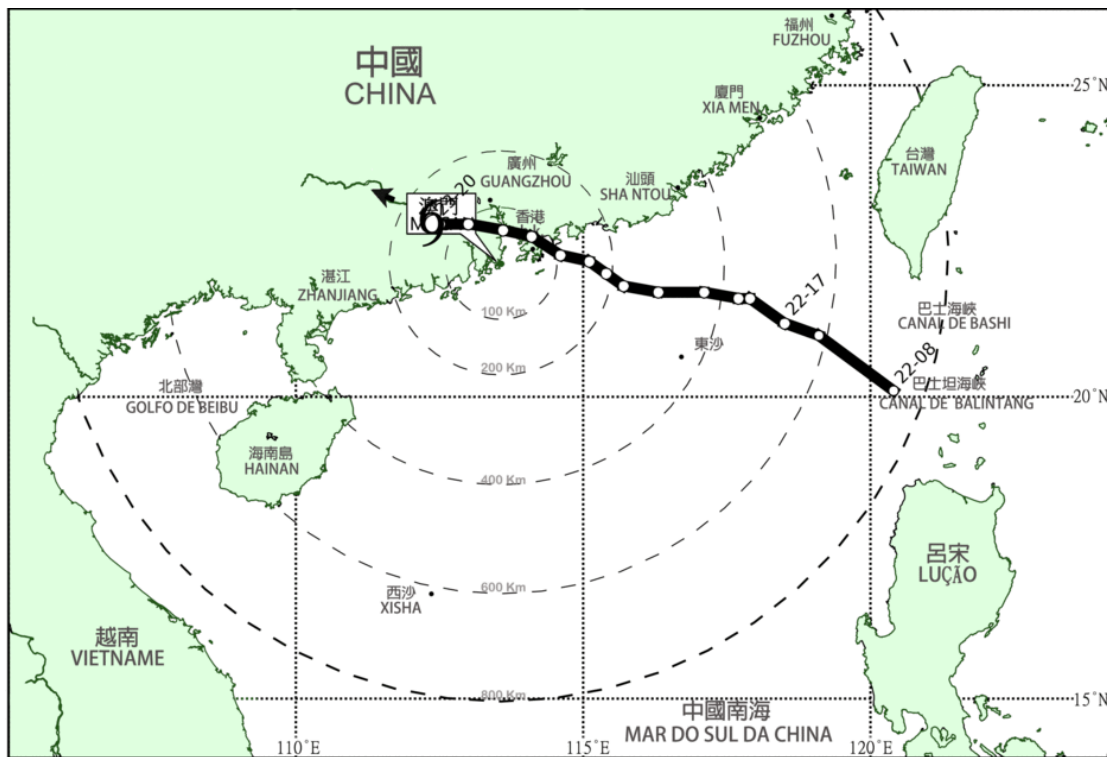 福州
FUZHOU
中國
CHINA
25°N
廈門
XIA MEN
台灣
TAIWAN
廣州
GUANGZHOU
汕頭
SHA NTOU
澳門
香港
湛江
ZHANJIANG
100 Km
22-17
巴士海峽
CANAL DE BASHI
東沙
200 Km
22-08
北部灣
GOLFO DE BEIBU
巴士坦海峽
CANAL DE BALINTANG
20°N
海南島
HAINAN
400 Km
呂宋
LUÇÃO
600 Km
西沙
XISHA
越南
VIETNAME
800 Km
中國南海
MAR DO SUL DA CHINA
15°N
110°E
115°E
120°E